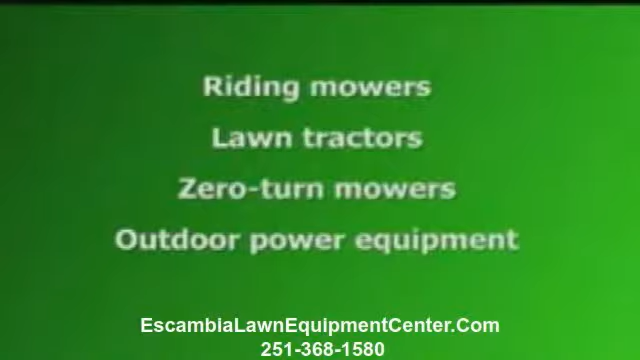 Riding mowers
Lawn tractors
Zero-turn mowers
Outdoor power equipment
EscambiaLawnEquipmentCenter.Com
251-368-1580